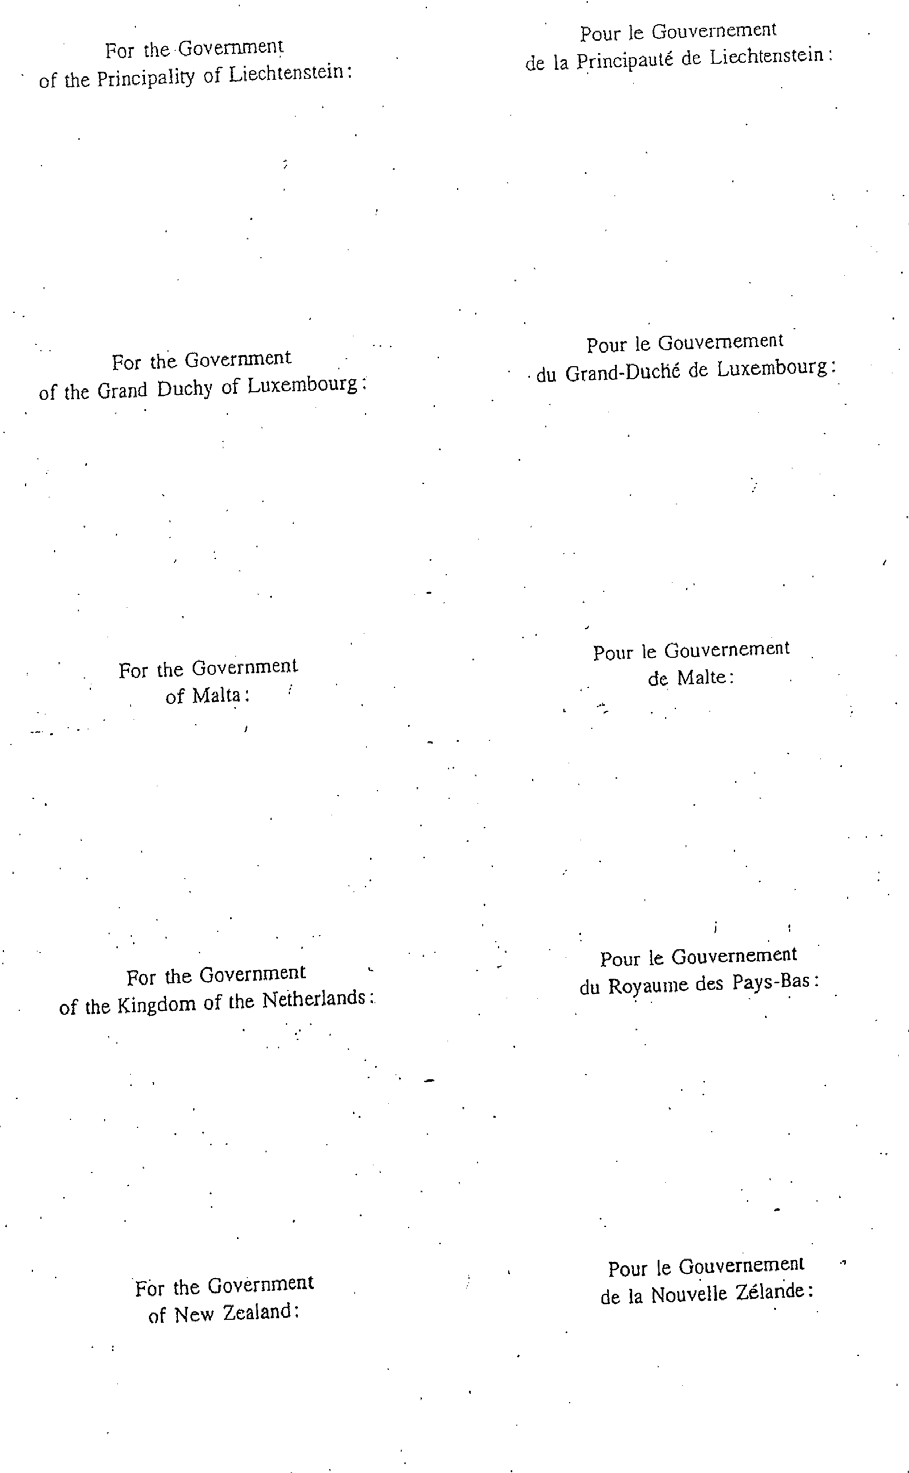 For the Government
of the Principality of Liechtenstein:
Pour le Gouvernement
de la Principauté de Liechtenstein:
For the Government
of the Grand Duchy of Luxembourg:
Pour le Gouvernement
du Grand-Duché de Luxembourg:
For the Government
of Malta:
Pour le Gouvernement
de Malte:
For the Government
of the Kingdom of the Netherlands:
Pour le Gouvernement
du Royaume des Pays-Bas:
For the Government
of New Zealand:
Pour le Gouvernement
de la Nouvelle Zélande: